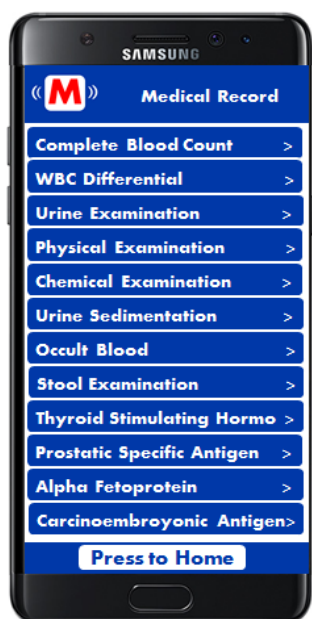 SAMSUNG
((M)) Medical Record
Complete Blood Count >
WBC Differential >
Urine Examination >
Physical Examination >
Chemical Examination >
Urine Sedimentation >
Occult Blood >
Stool Examination >
Thyroid Stimulating Hormo >
Prostatic Specific Antigen >
Alpha Fetoprotein >
Carcinoembroyonic Antigen>
Press to Home